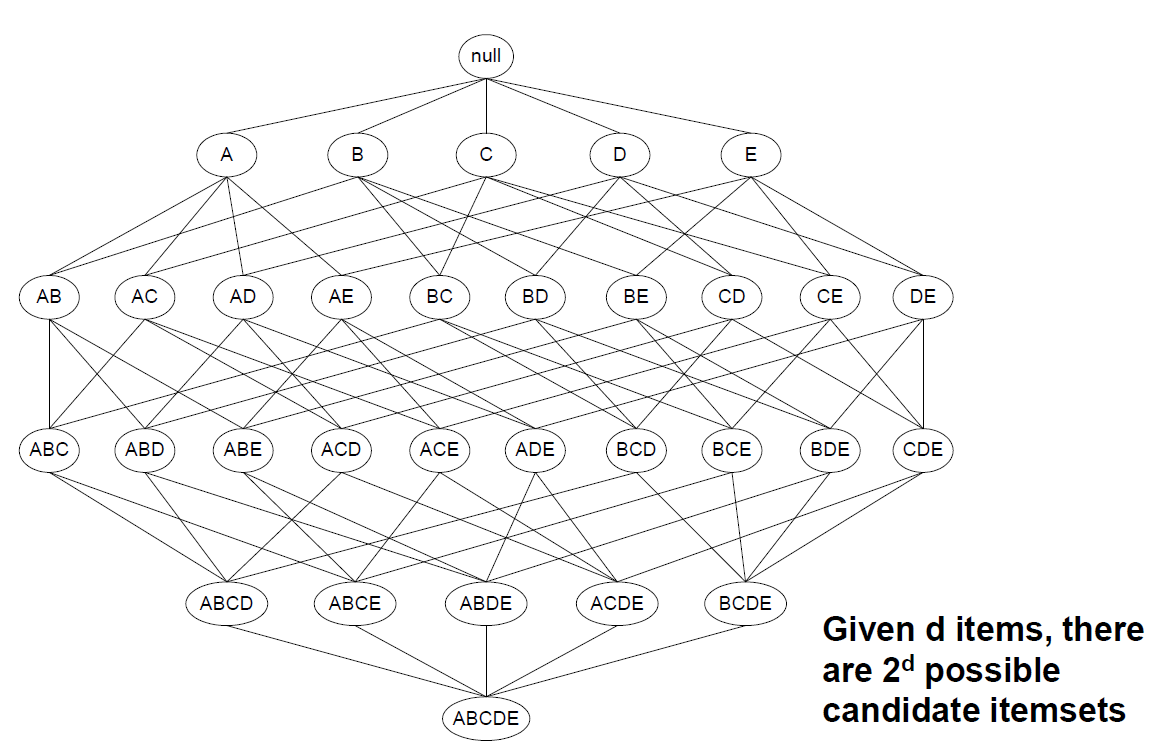 null
A B C D E
AB AC AD AE BC BD BE CD CE DE
ABC ABD ABE ACD ACE ADE BCD BCE BDE CDE
ABCD ABCE ABDE ACDE BCDE
Given d items, there
are 2ᵈ possible
candidate itemsets
ABCDE